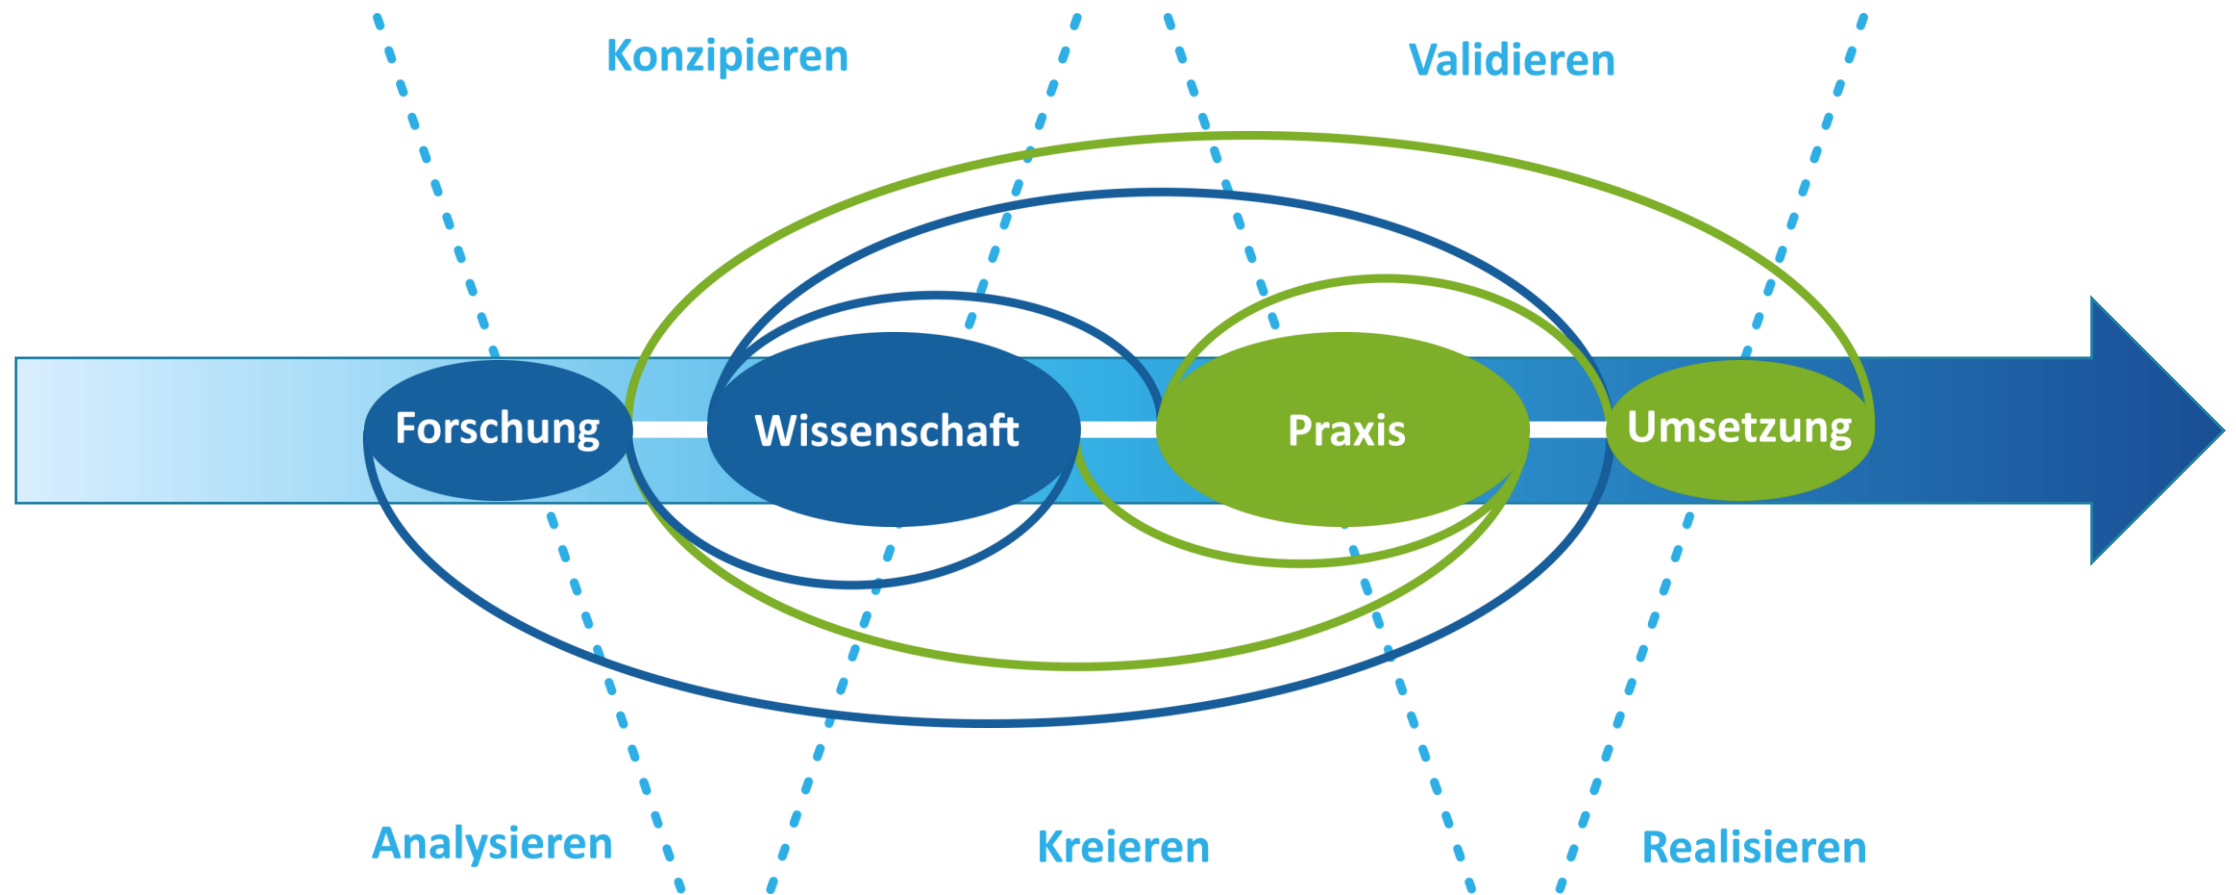 Konzipieren
Validieren
Forschung
Wissenschaft
Praxis
Umsetzung
Analysieren
Kreieren
Realisieren